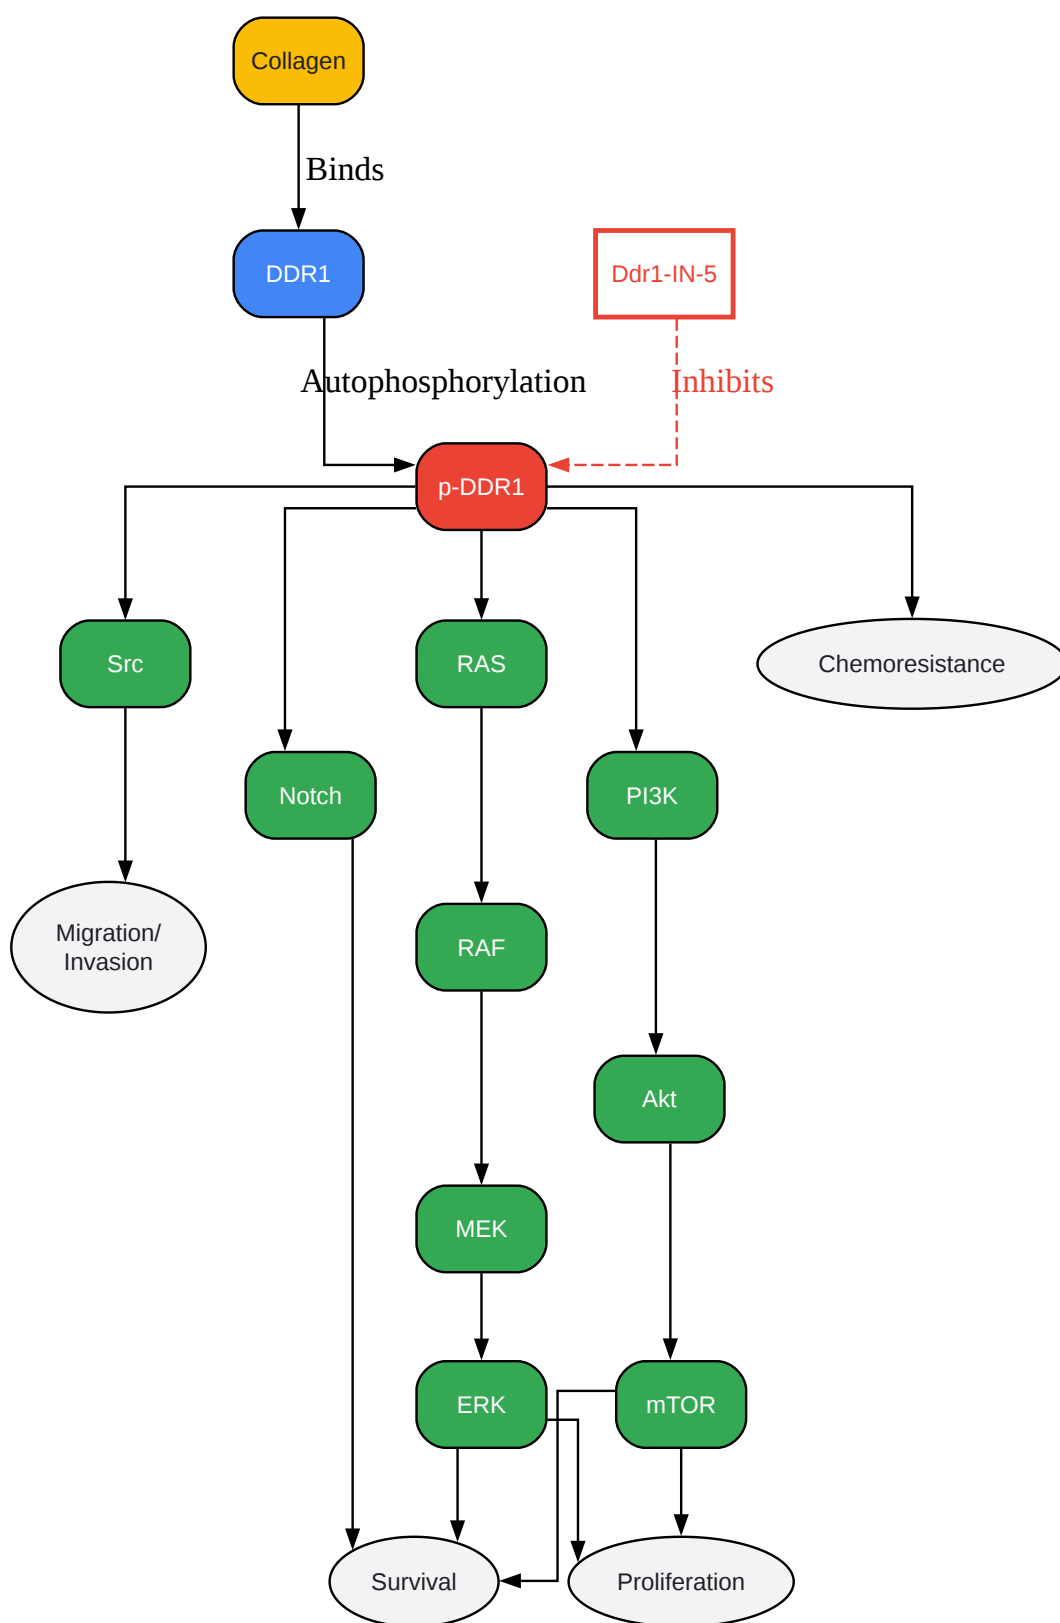 Collagen
Binds
DDR1
Ddr1-IN-5
Autophosphorylation
Inhibits
p-DDR1
Src
RAS
Chemoresistance
Notch
PI3K
Migration/
Invasion
RAF
Akt
MEK
ERK
mTOR
Survival
Proliferation